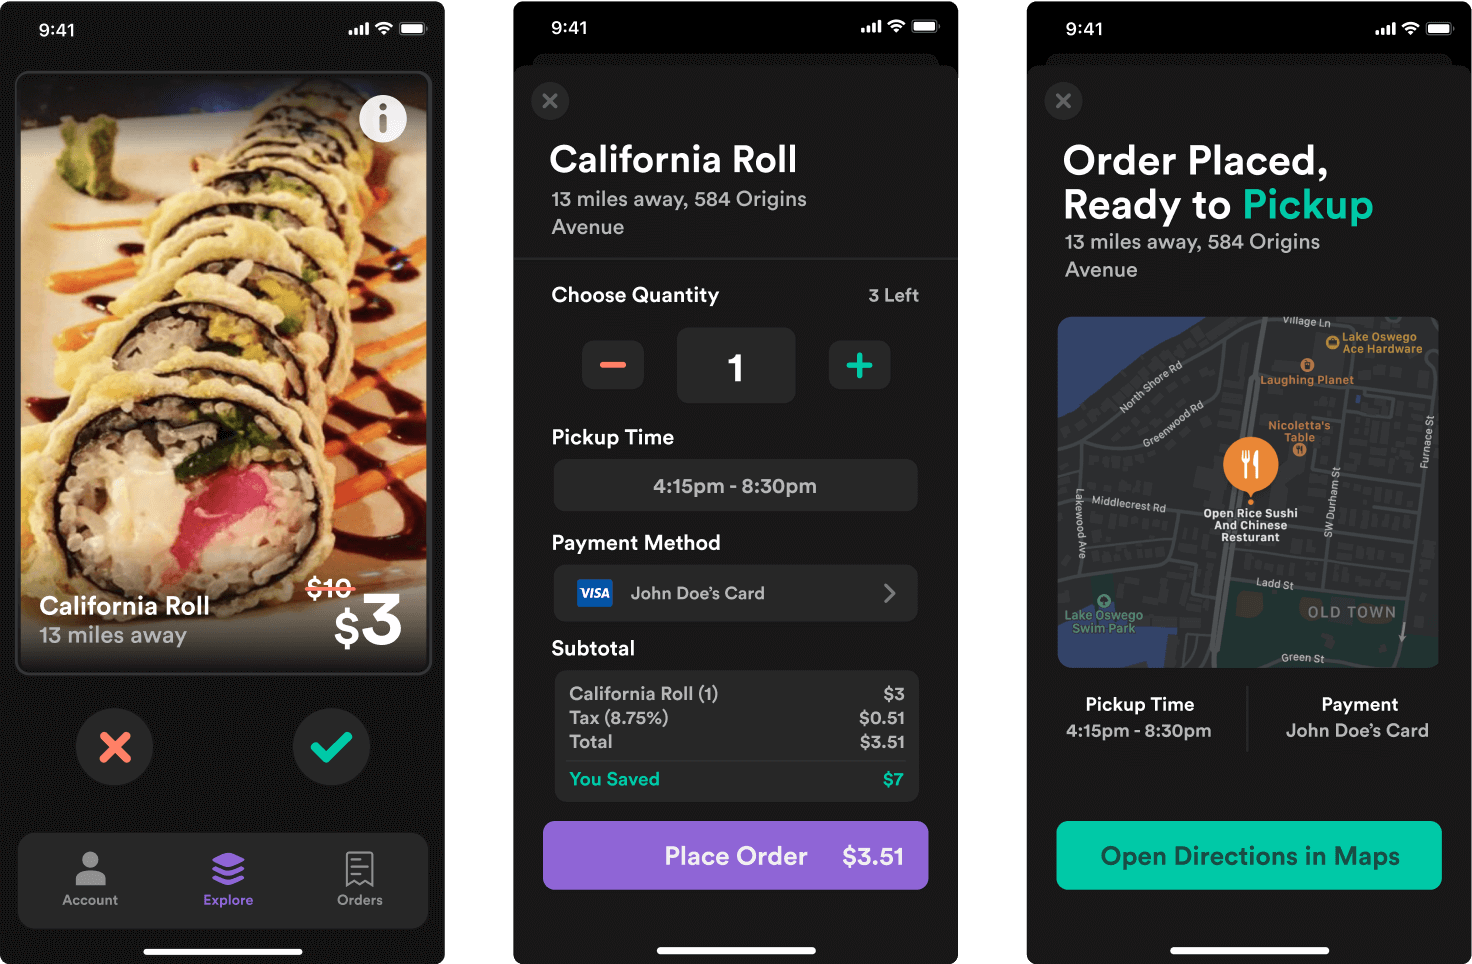 9:41
California Roll
13 miles away
$10
$3
Account
Explore
Orders
9:41
California Roll
13 miles away, 584 Origins
Avenue
Choose Quantity
3 Left
1
Pickup Time
4:15pm - 8:30pm
Payment Method
VISA
John Doe's Card
Subtotal
California Roll (1) $3
Tax (8.75%) $0.51
Total $3.51
You Saved $7
Place Order $3.51
9:41
Order Placed,
Ready to Pickup
13 miles away, 584 Origins
Avenue
Village Ln
Lake Oswego
Ace Hardware
North Shore Rd
Laughing Planet
Greenwood Rd
Nicoletta's
Table
Furnace St
Lakewood Ave
Middlecrest Rd
SW Durham St
Open Rice Sushi
And Chinese
Resturant
Ladd St
Lake Oswego
Swim Park
OLD TOWN
Green St
Pickup Time
4:15pm - 8:30pm
Payment
John Doe's Card
Open Directions in Maps